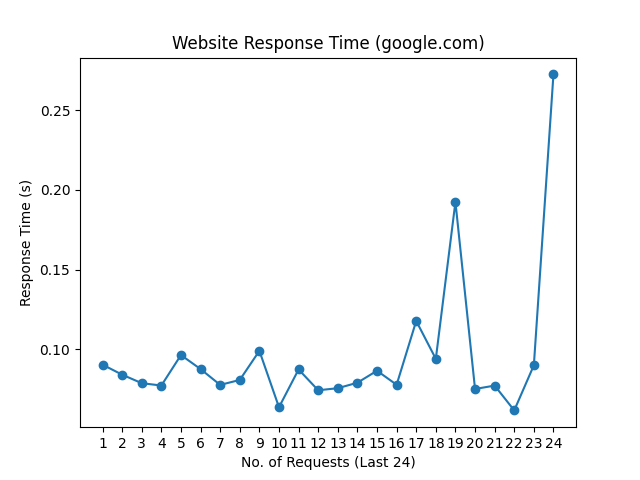 Website Response Time (google.com)
Response Time (s)
0.25
0.20
0.15
0.10
1 2 3 4 5 6 7 8 9 10 11 12 13 14 15 16 17 18 19 20 21 22 23 24
No. of Requests (Last 24)